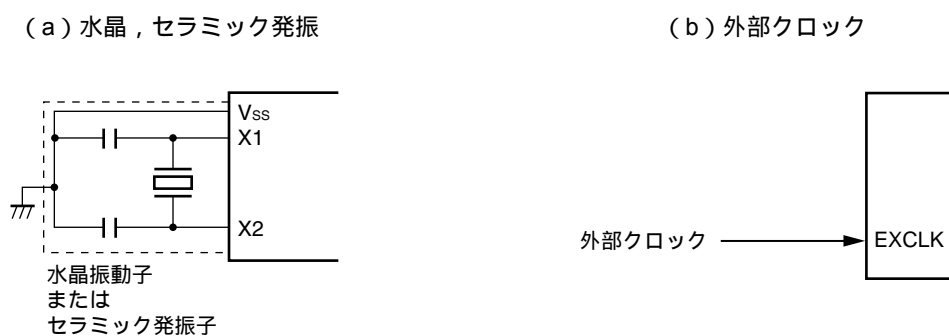 （a）水晶，セラミック発振
（b）外部クロック
VSS
X1
X2
水晶振動子
または
セラミック発振子
外部クロック
EXCLK